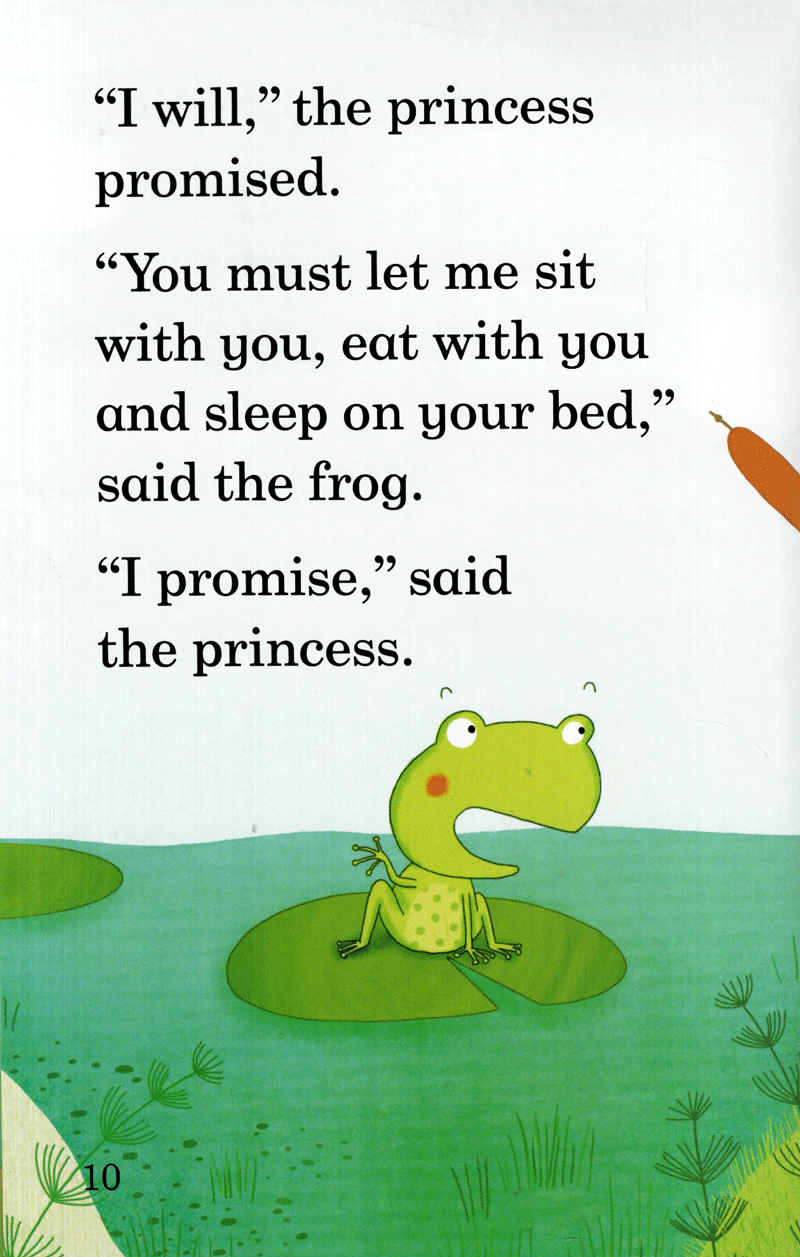 “I will,” the princess
promised.
“You must let me sit
with you, eat with you
and sleep on your bed,”
said the frog.
“I promise,” said
the princess.
10